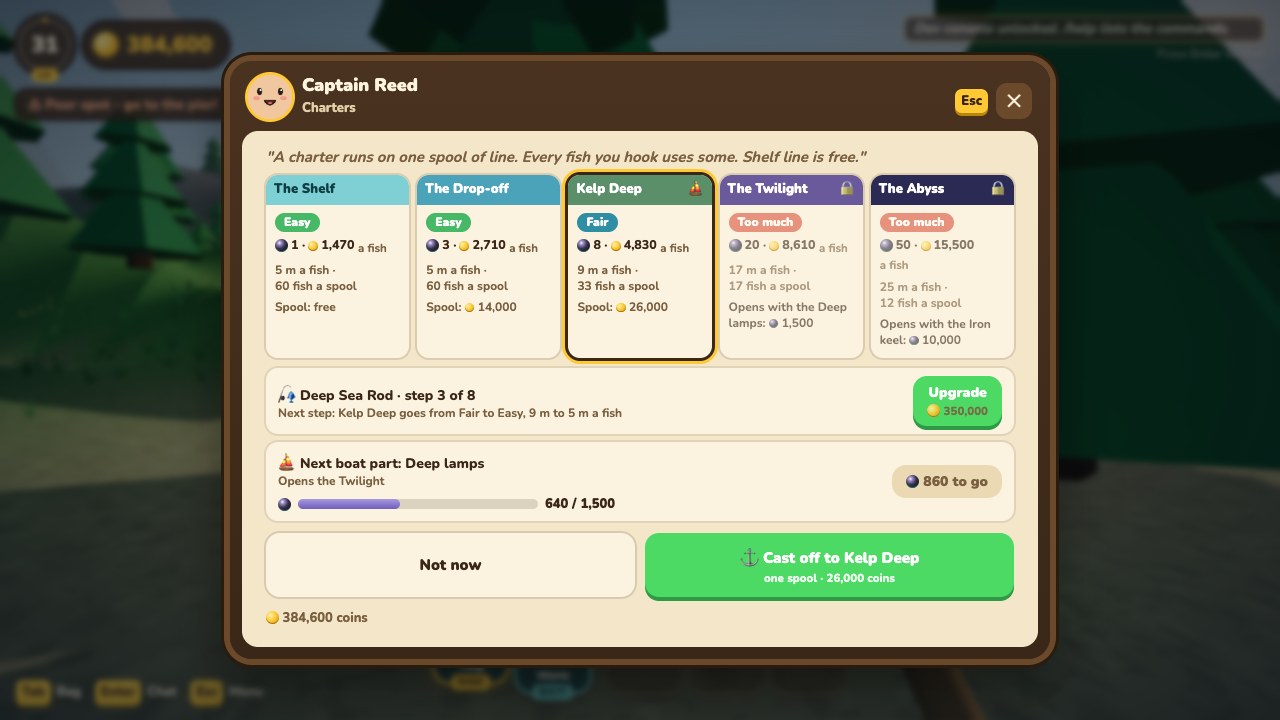 31
384,600
Captain Reed
Charters
Esc
"A charter runs on one spool of line. Every fish you hook uses some. Shelf line is free."
The Shelf
Easy
1 · 1,470 a fish
5 m a fish ·
60 fish a spool
Spool: free
The Drop-off
Easy
3 · 2,710 a fish
5 m a fish ·
60 fish a spool
Spool: 14,000
Kelp Deep
Fair
8 · 4,830 a fish
9 m a fish ·
33 fish a spool
Spool: 26,000
The Twilight
Too much
20 · 8,610 a fish
17 m a fish ·
17 fish a spool
Opens with the Deep
lamps: 1,500
The Abyss
Too much
50 · 15,500
a fish
25 m a fish ·
12 fish a spool
Opens with the Iron
keel: 10,000
Deep Sea Rod · step 3 of 8
Next step: Kelp Deep goes from Fair to Easy, 9 m to 5 m a fish
Upgrade
350,000
Next boat part: Deep lamps
Opens the Twilight
640 / 1,500
860 to go
Not now
Cast off to Kelp Deep
one spool · 26,000 coins
384,600 coins
Tab Bag Enter Chat Esc Menu